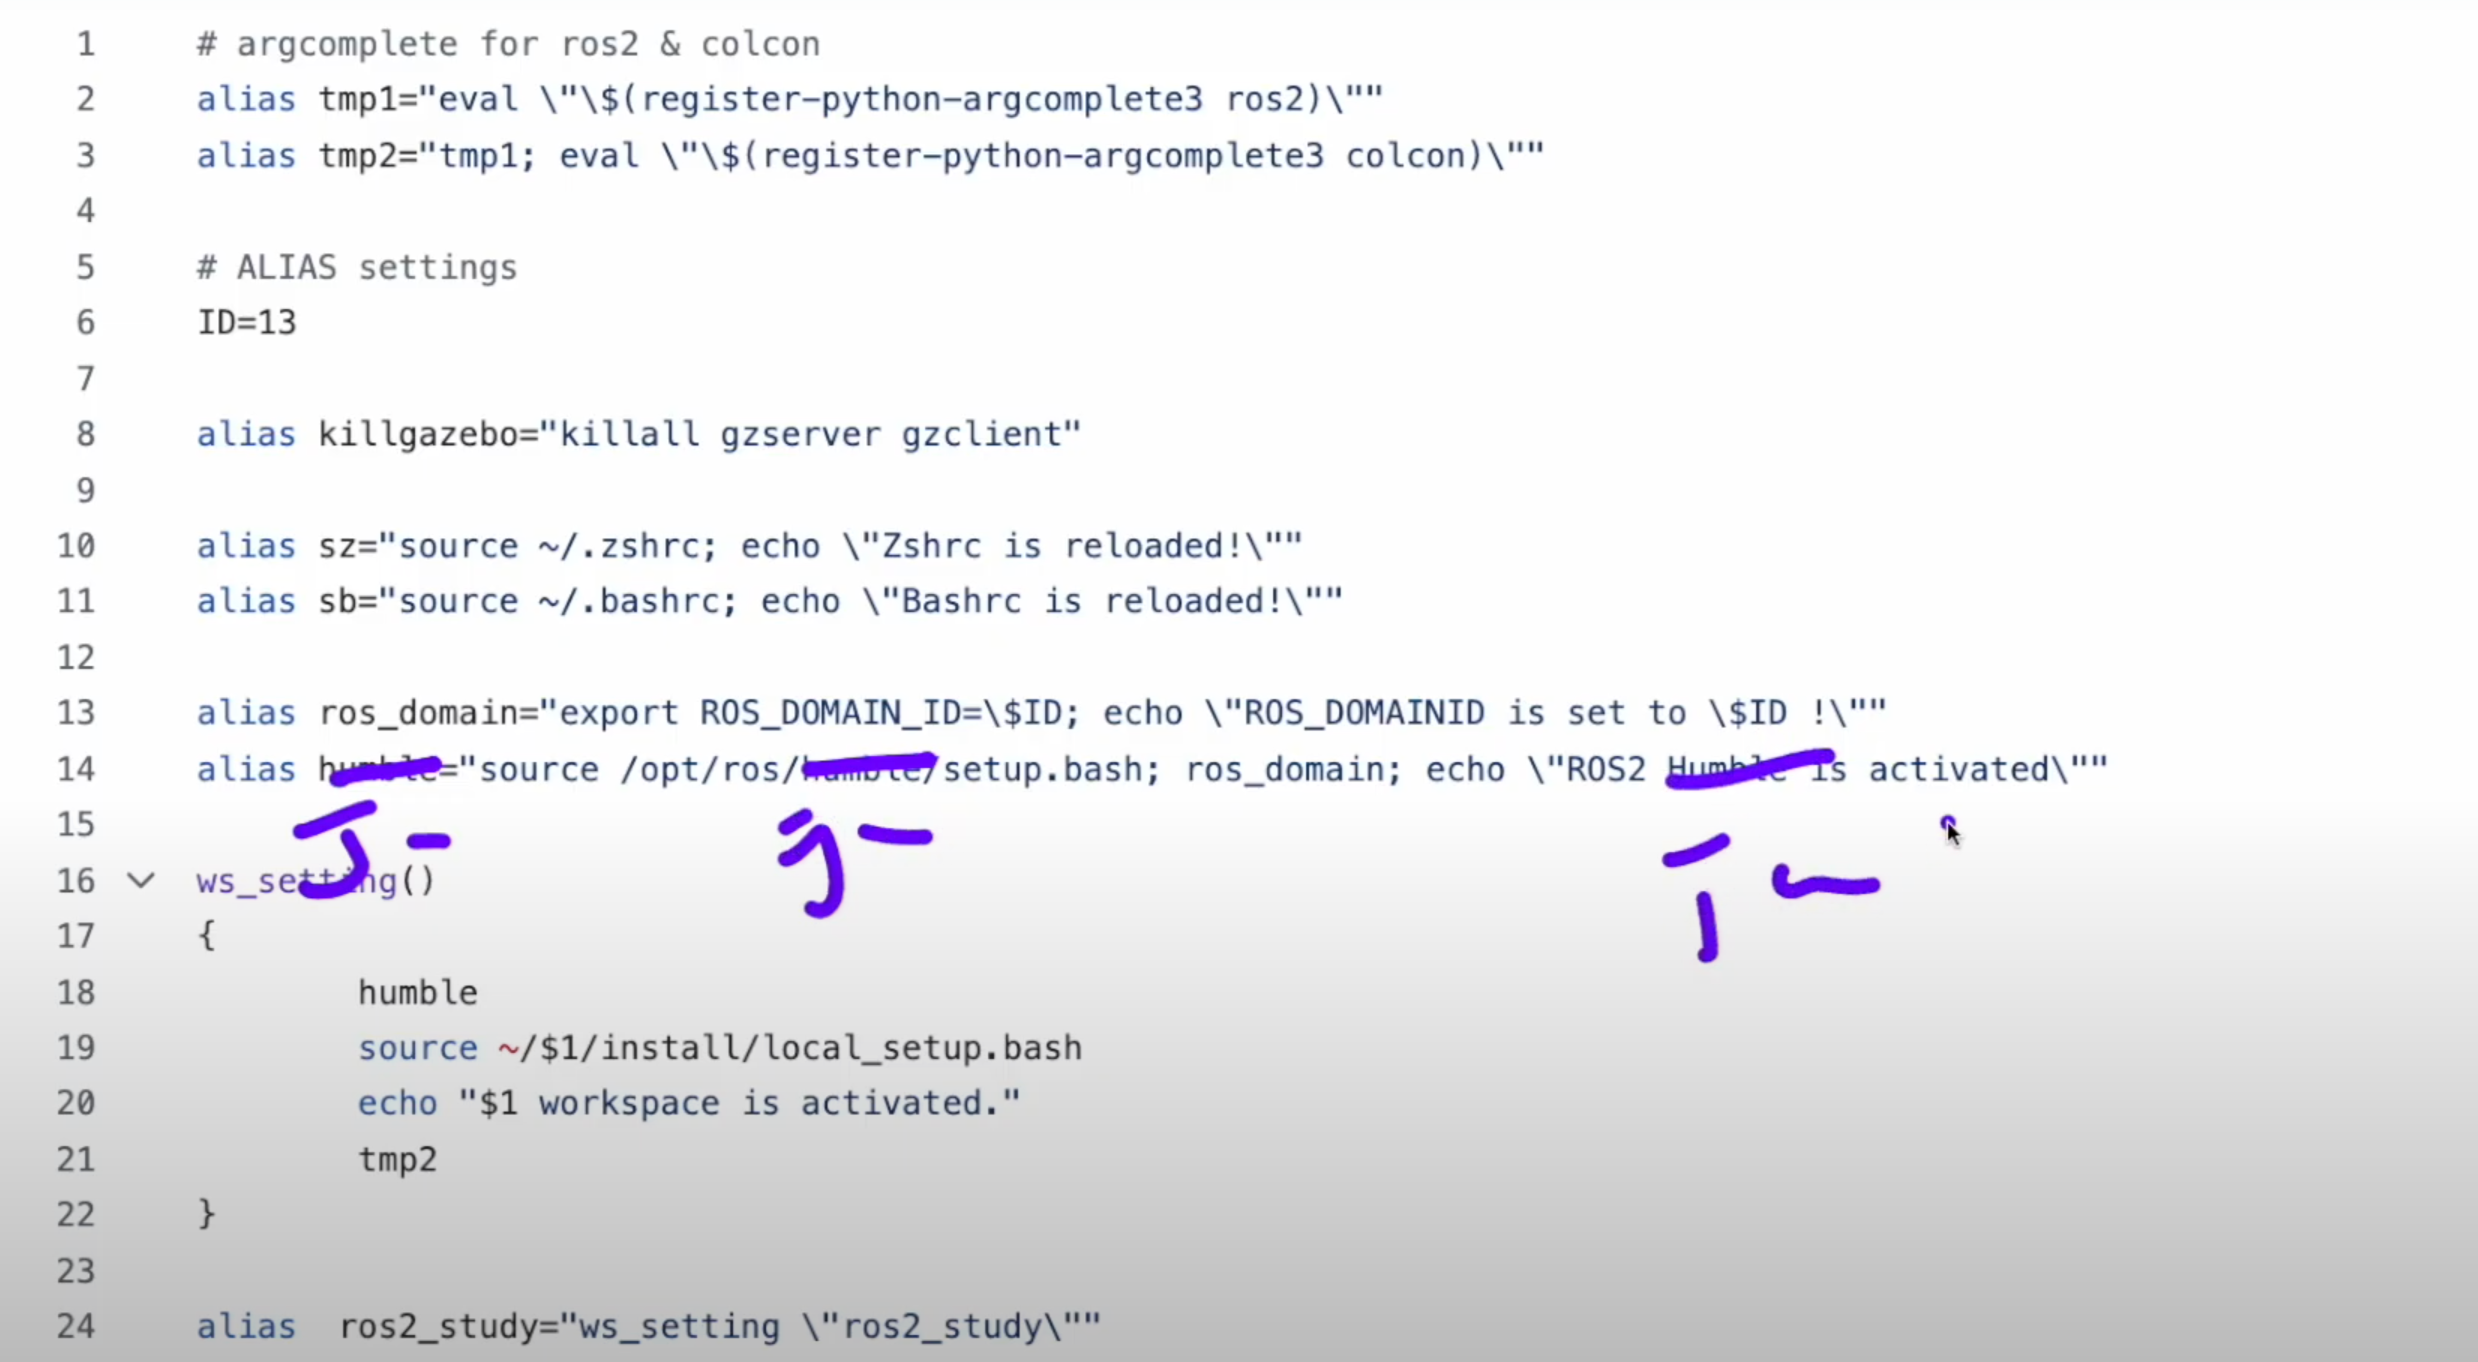 1 # argcomplete for ros2 & colcon
2 alias tmp1="eval \"\$(register-python-argcomplete3 ros2)\""
3 alias tmp2="tmp1; eval \"\$(register-python-argcomplete3 colcon)\""
4
5 # ALIAS settings
6 ID=13
7
8 alias killgazebo="killall gzserver gzclient"
9
10 alias sz="source ~/.zshrc; echo \"Zshrc is reloaded!\""
11 alias sb="source ~/.bashrc; echo \"Bashrc is reloaded!\""
12
13 alias ros_domain="export ROS_DOMAIN_ID=\$ID; echo \"ROS_DOMAINID is set to \$ID !\""
14 alias humble="source /opt/ros/humble/setup.bash; ros_domain; echo \"ROS2 Humble is activated\""
15
16 ws_setting()
17 {
18 humble
19 source ~/$1/install/local_setup.bash
20 echo "$1 workspace is activated."
21 tmp2
22 }
23
24 alias  ros2_study="ws_setting \"ros2_study\""